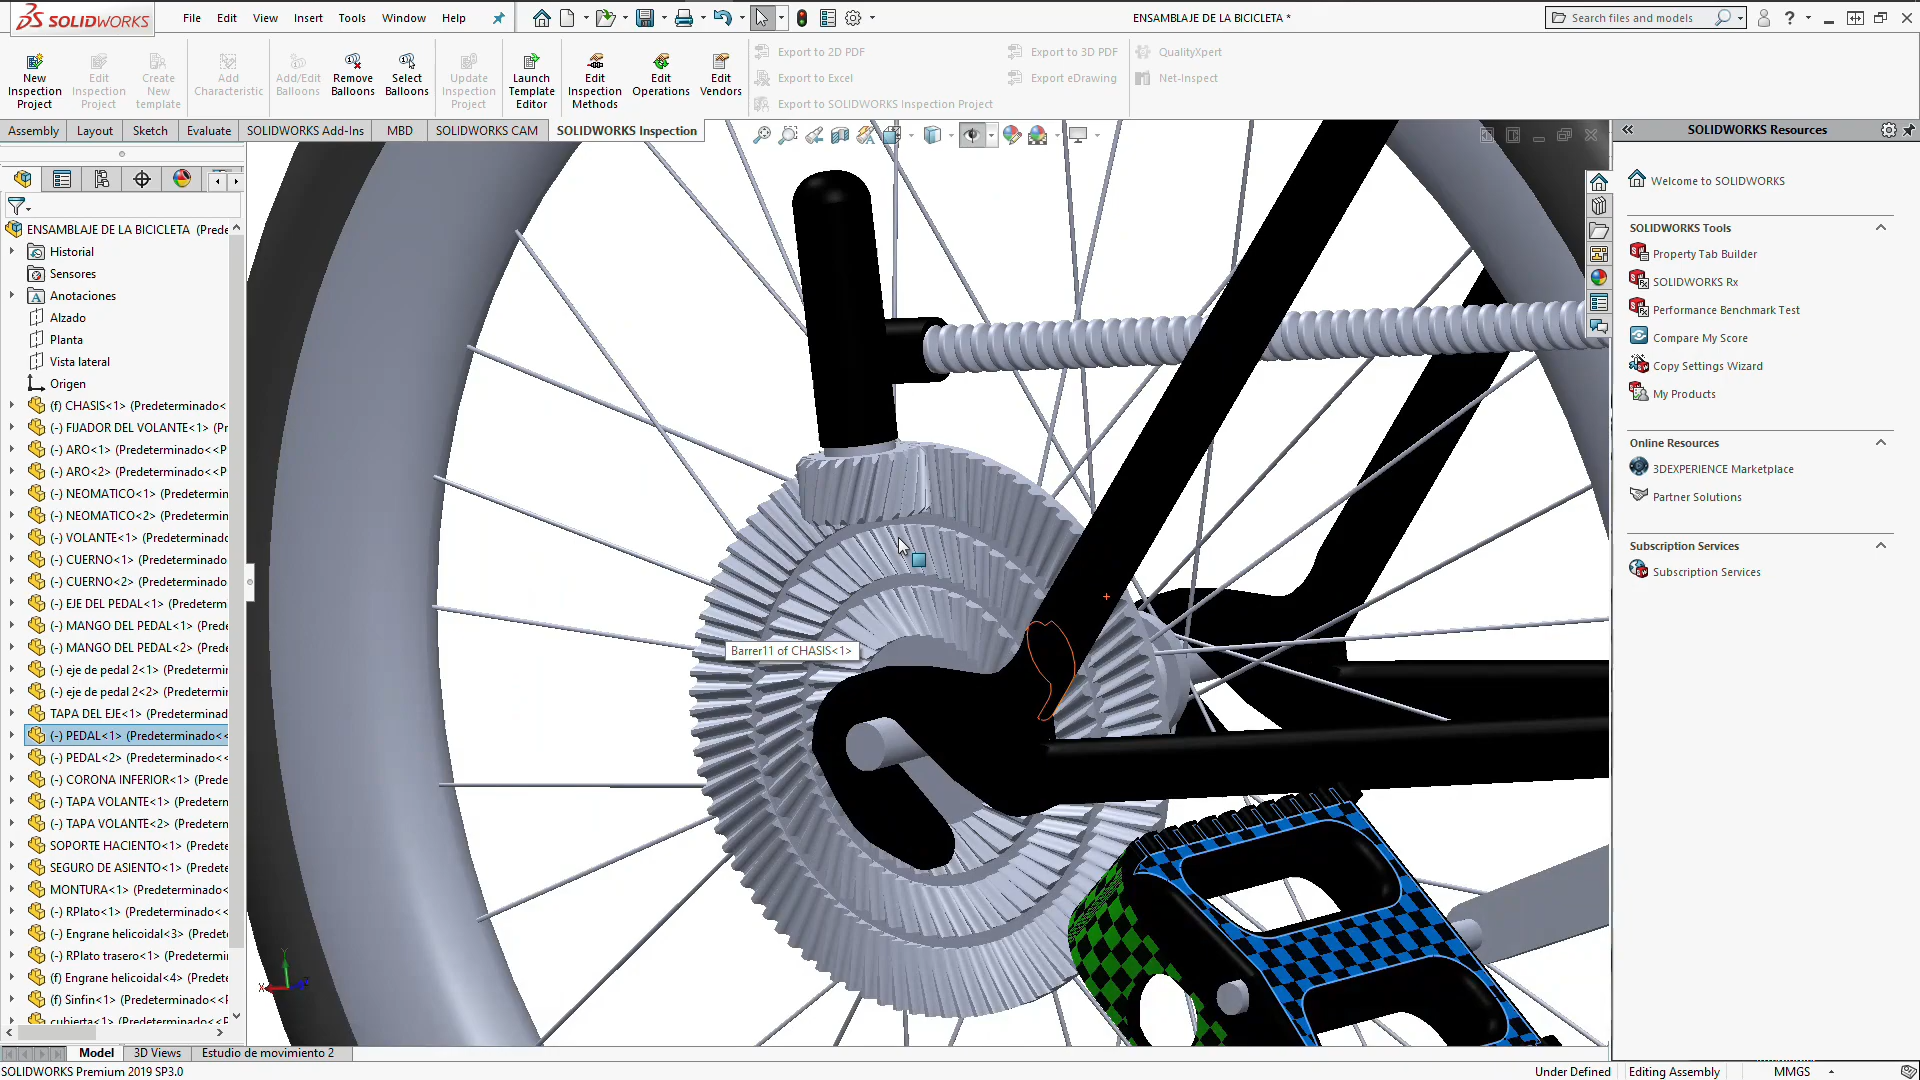 SOLIDWORKS
File Edit View Insert Tools Window Help
ENSAMBLAJE DE LA BICICLETA *
Search files and models
New Inspection Project
Edit Inspection Project
Create New template
Add Characteristic
Add/Edit Balloons
Remove Balloons
Select Balloons
Update Inspection Project
Launch Template Editor
Edit Inspection Methods
Edit Operations
Edit Vendors
Export to 2D PDF
Export to Excel
Export to SOLIDWORKS Inspection Project
Export to 3D PDF
Export eDrawing
QualityXpert
Net-Inspect
Assembly Layout Sketch Evaluate SOLIDWORKS Add-Ins MBD SOLIDWORKS CAM SOLIDWORKS Inspection
ENSAMBLAJE DE LA BICICLETA (Prede
Historial
Sensores
Anotaciones
Alzado
Planta
Vista lateral
Origen
(f) CHASIS<1> (Predeterminado<
(-) FIJADOR DEL VOLANTE<1> (Pr
(-) ARO<1> (Predeterminado<<P
(-) ARO<2> (Predeterminado<<P
(-) NEOMATICO<1> (Predetermin
(-) NEOMATICO<2> (Predetermin
(-) VOLANTE<1> (Predeterminado
(-) CUERNO<1> (Predeterminado
(-) CUERNO<2> (Predeterminado
(-) EJE DEL PEDAL<1> (Predeterm
(-) MANGO DEL PEDAL<1> (Prede
(-) MANGO DEL PEDAL<2> (Prede
(-) eje de pedal 2<1> (Predetermi
(-) eje de pedal 2<2> (Predetermi
TAPA DEL EJE<1> (Predeterminad
(-) PEDAL<1> (Predeterminado<<
(-) PEDAL<2> (Predeterminado<<
(-) CORONA INFERIOR<1> (Prede
(-) TAPA VOLANTE<1> (Predeterm
(-) TAPA VOLANTE<2> (Predeterm
SOPORTE HACIENTO<1> (Predete
SEGURO DE ASIENTO<1> (Predet
MONTURA<1> (Predeterminado<
(-) RPlato<1> (Predeterminado<<
(-) Engrane helicoidal<3> (Predet
(-) RPlato trasero<1> (Predetermi
(f) Engrane helicoidal<4> (Predete
(f) Sinfin<1> (Predeterminado<<P
cubierta<1> (Predeterminado<<
Barrer11 of CHASIS<1>
Y
X
Z
SOLIDWORKS Resources
Welcome to SOLIDWORKS
SOLIDWORKS Tools
Property Tab Builder
SOLIDWORKS Rx
Performance Benchmark Test
Compare My Score
Copy Settings Wizard
My Products
Online Resources
3DEXPERIENCE Marketplace
Partner Solutions
Subscription Services
Subscription Services
Model 3D Views Estudio de movimiento 2
SOLIDWORKS Premium 2019 SP3.0
Under Defined Editing Assembly MMGS